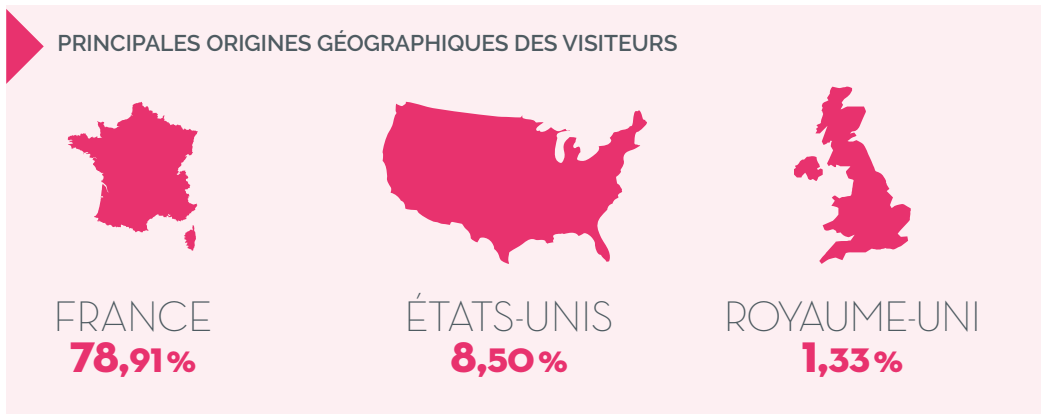 PRINCIPALES ORIGINES GÉOGRAPHIQUES DES VISITEURS
FRANCE
78,91 %
ÉTATS-UNIS
8,50 %
ROYAUME-UNI
1,33 %